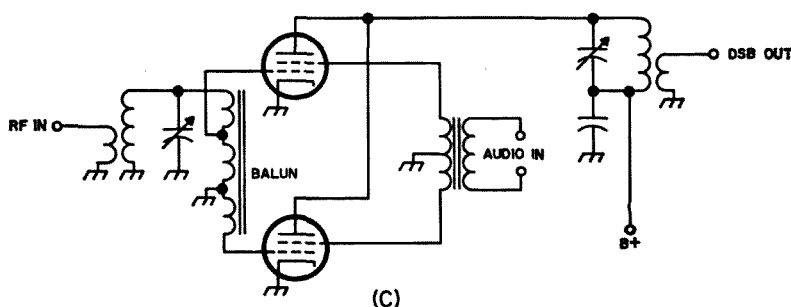 DSB OUT
RF IN
BALUN
AUDIO IN
B+
(C)